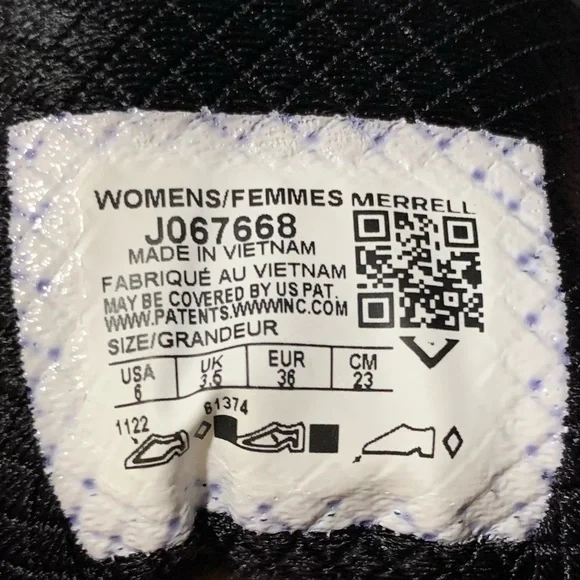 WOMENS/FEMMES MERRELL
J067668
MADE IN VIETNAM
FABRIQUÉ AU VIETNAM
MAY BE COVERED BY US PAT.
WWW.PATENTS.WWWINC.COM
SIZE/GRANDEUR
USA UK EUR CM
6 3.5 36 23
1122 61374